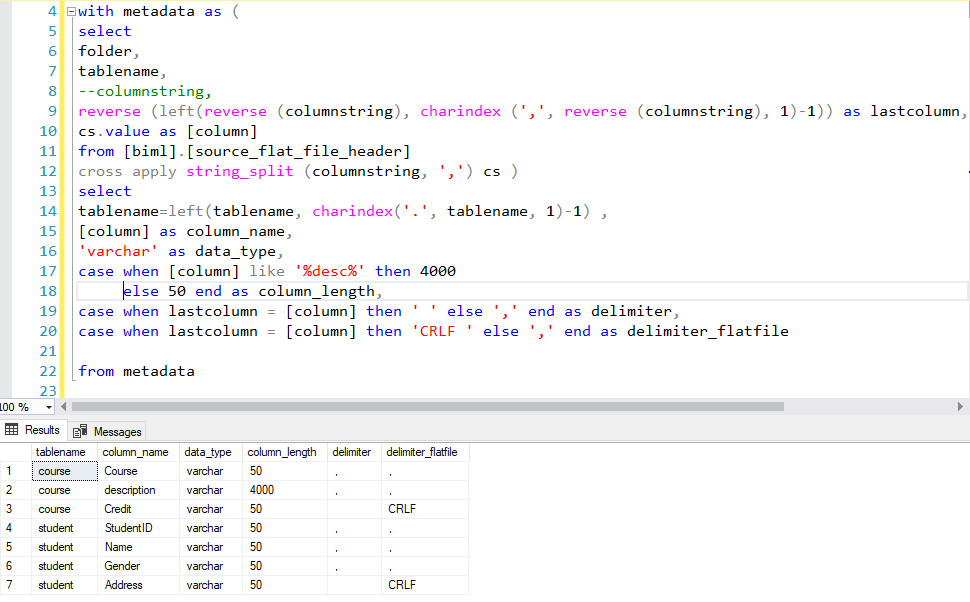 4 with metadata as (
5 select
6 folder,
7 tablename,
8 --columnstring,
9 reverse (left(reverse (columnstring), charindex (',', reverse (columnstring), 1)-1)) as lastcolumn,
10 cs.value as [column]
11 from [biml].[source_flat_file_header]
12 cross apply string_split (columnstring, ',') cs )
13 select
14 tablename=left(tablename, charindex('.', tablename, 1)-1) ,
15 [column] as column_name,
16 'varchar' as data_type,
17 case when [column] like '%desc%' then 4000
18 else 50 end as column_length,
19 case when lastcolumn = [column] then ' ' else ',' end as delimiter,
20 case when lastcolumn = [column] then 'CRLF ' else ',' end as delimiter_flatfile
21
22 from metadata
23
100 %
Results Messages
tablename column_name data_type column_length delimiter delimiter_flatfile
1 course Course varchar 50 , ,
2 course description varchar 4000 , ,
3 course Credit varchar 50 CRLF
4 student StudentID varchar 50 , ,
5 student Name varchar 50 , ,
6 student Gender varchar 50 , ,
7 student Address varchar 50 CRLF